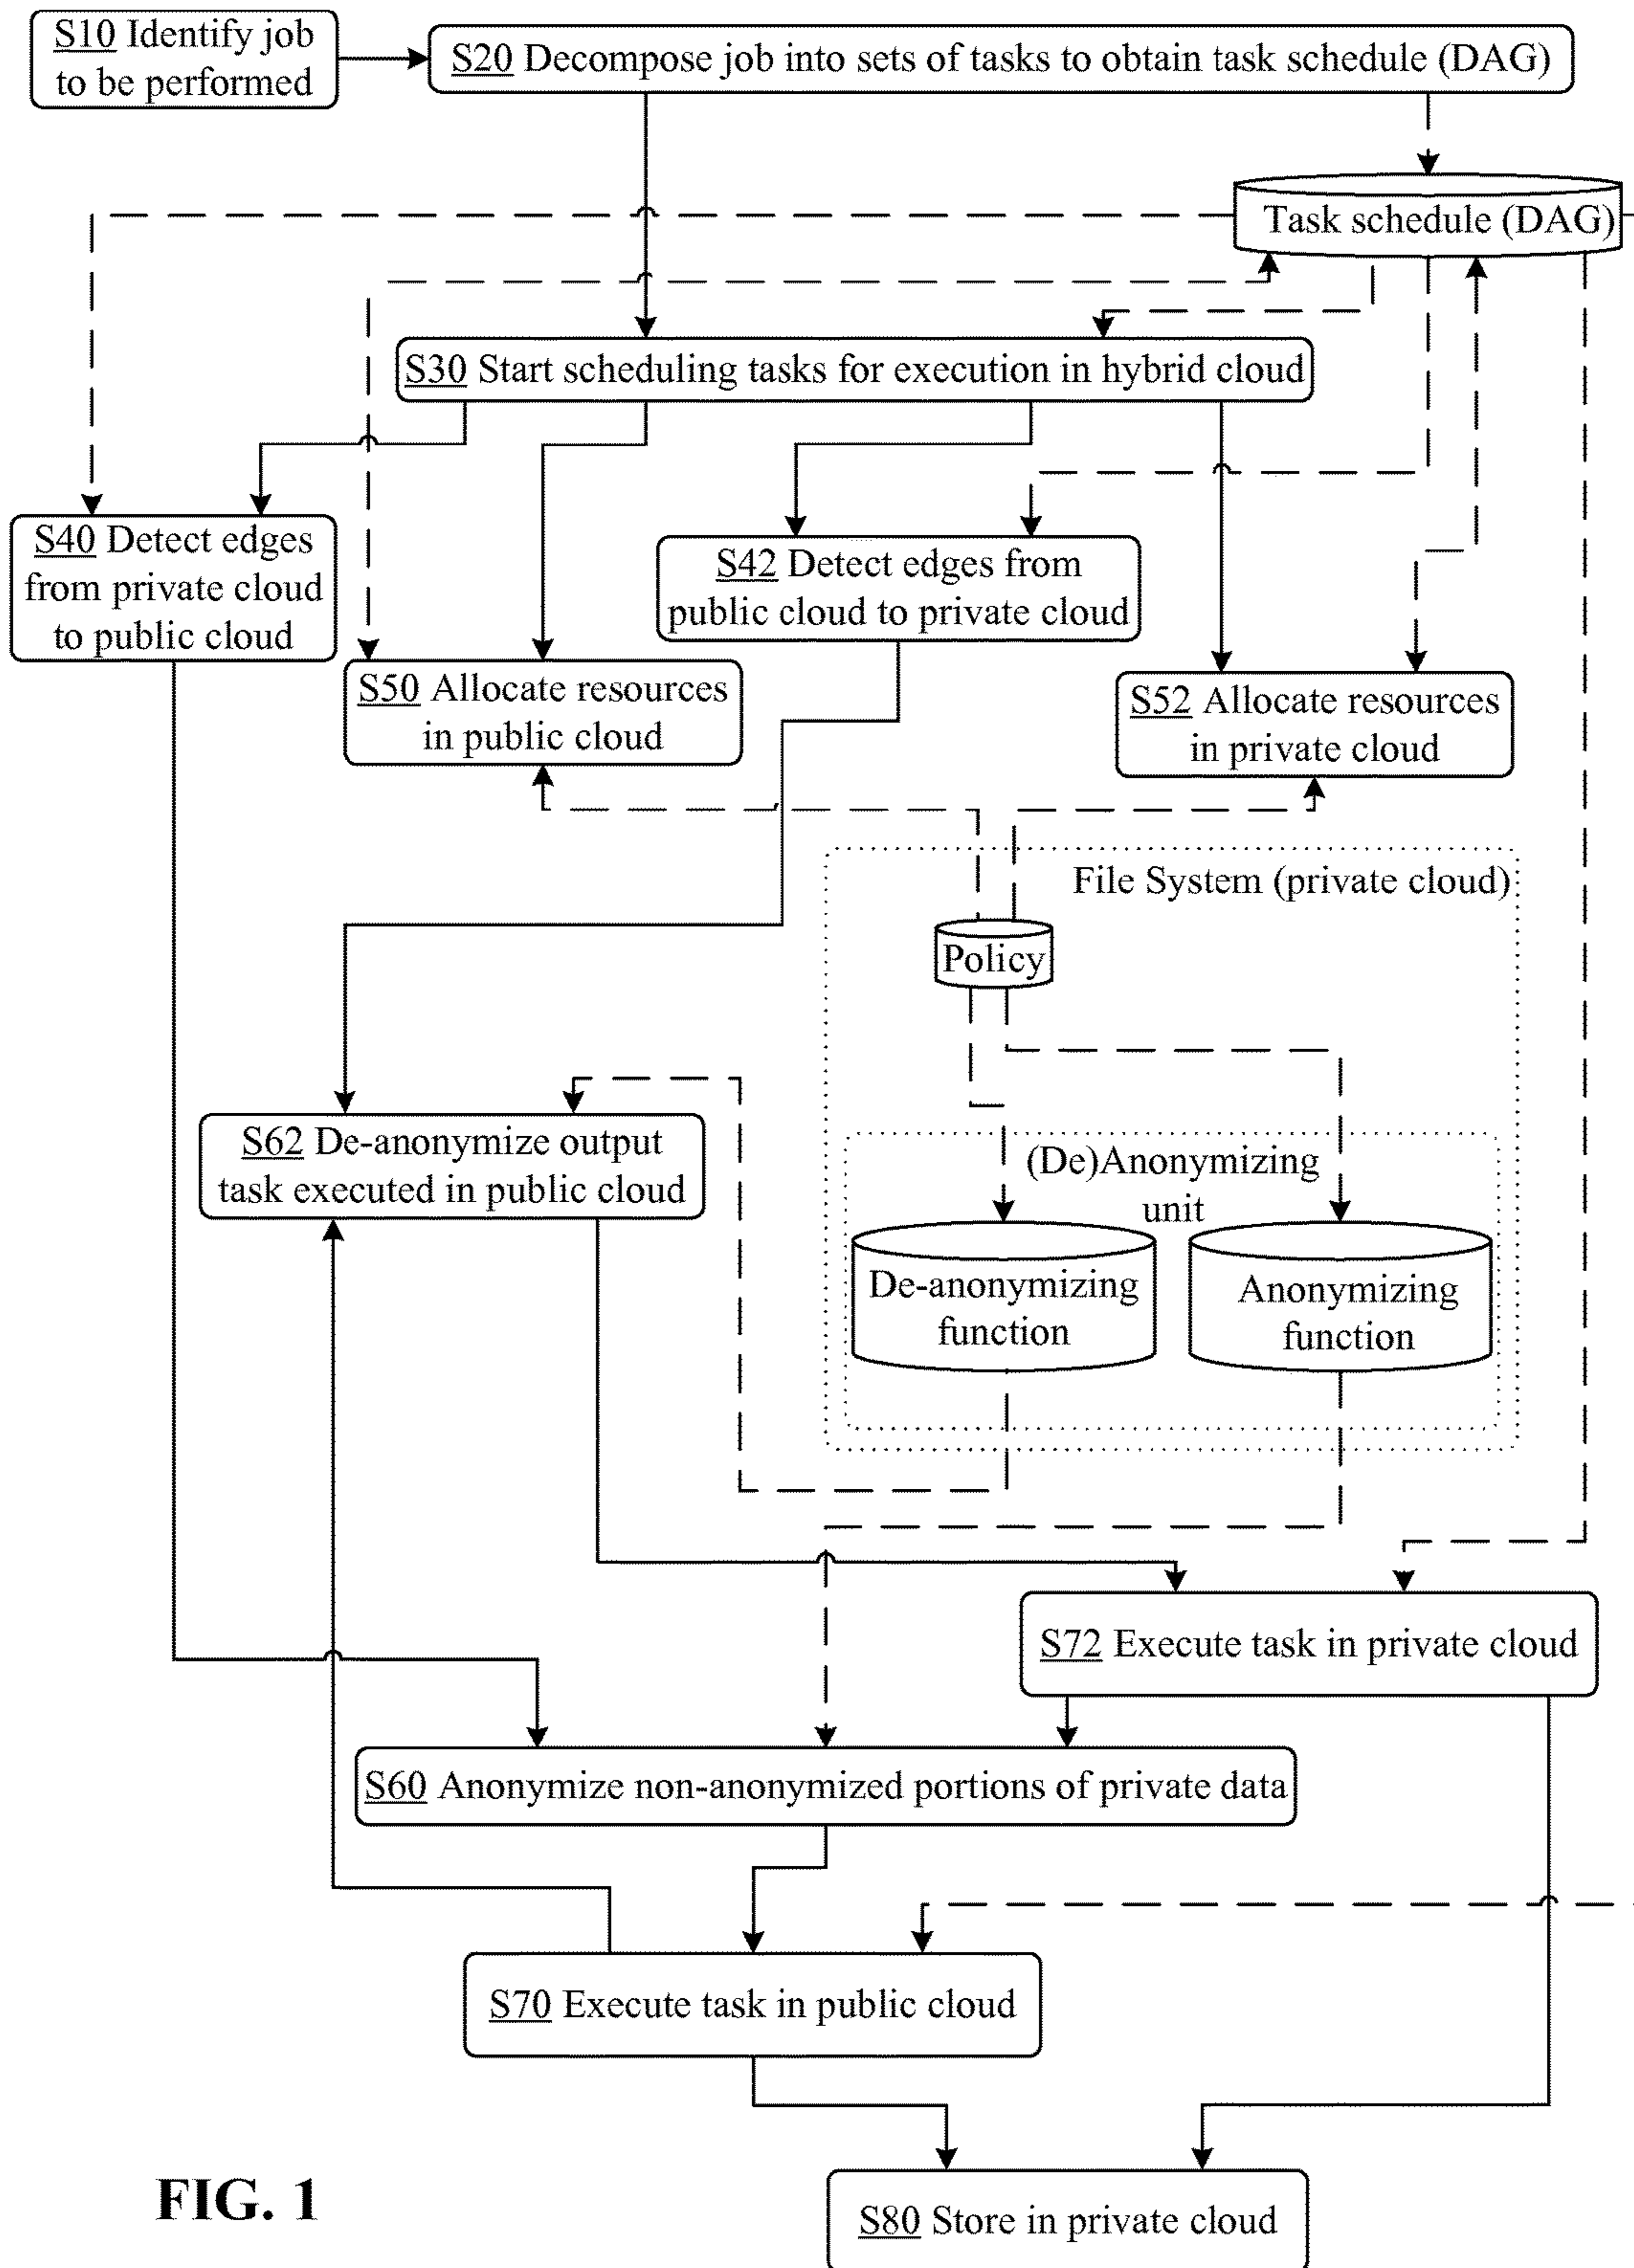 S10 Identify job
to be performed
S20 Decompose job into sets of tasks to obtain task schedule (DAG)
Task schedule (DAG)
S30 Start scheduling tasks for execution in hybrid cloud
S40 Detect edges
from private cloud
to public cloud
S42 Detect edges from
public cloud to private cloud
S50 Allocate resources
in public cloud
S52 Allocate resources
in private cloud
File System (private cloud)
Policy
S62 De-anonymize output
task executed in public cloud
(De)Anonymizing
unit
De-anonymizing
function
Anonymizing
function
S72 Execute task in private cloud
S60 Anonymize non-anonymized portions of private data
S70 Execute task in public cloud
FIG. 1
S80 Store in private cloud